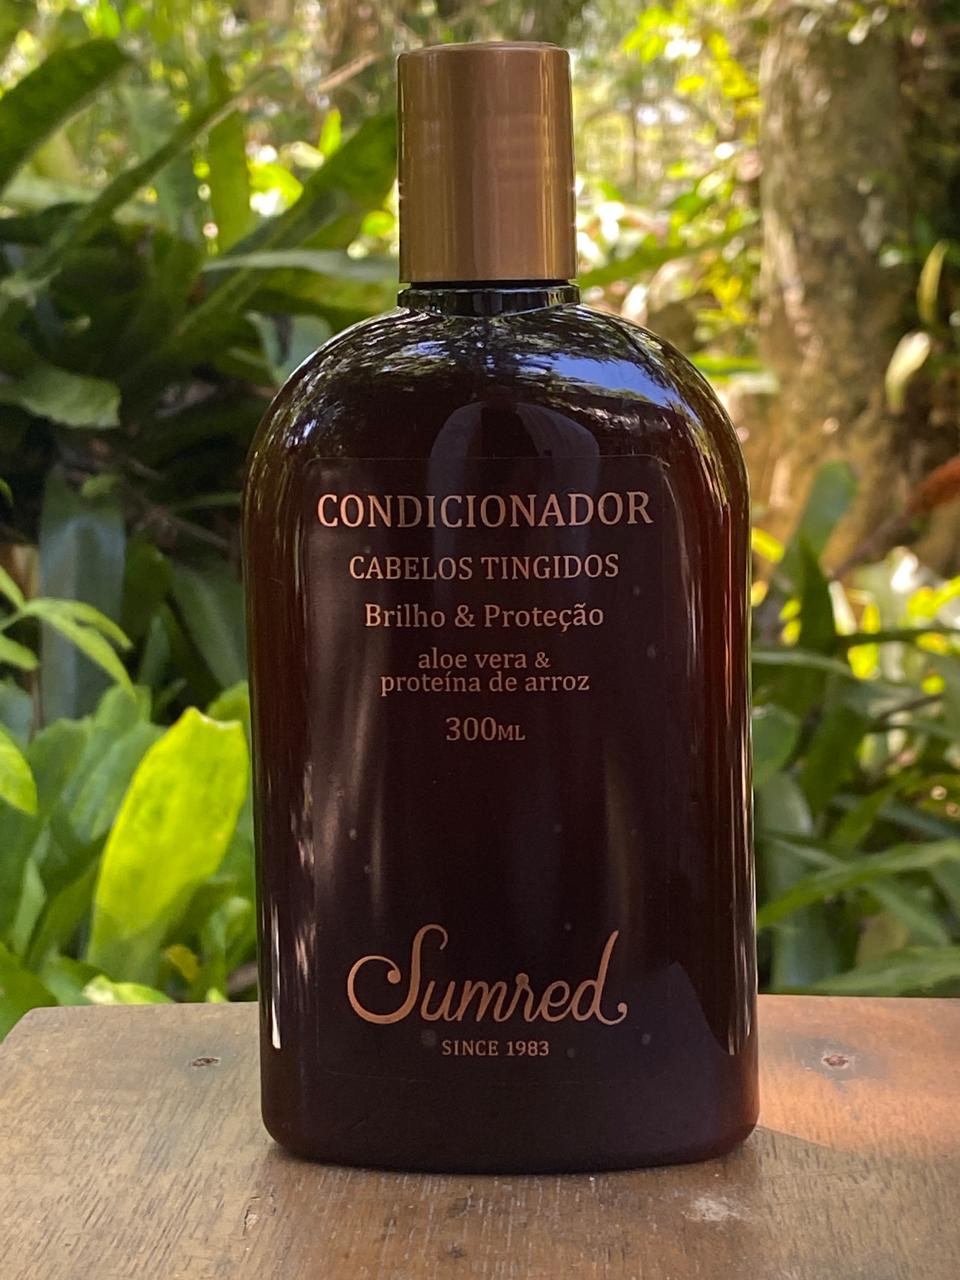 CONDICIONADOR
CABELOS TINGIDOS
Brilho & Proteção
aloe vera &
proteína de arroz
300ML
Sumred
SINCE 1983